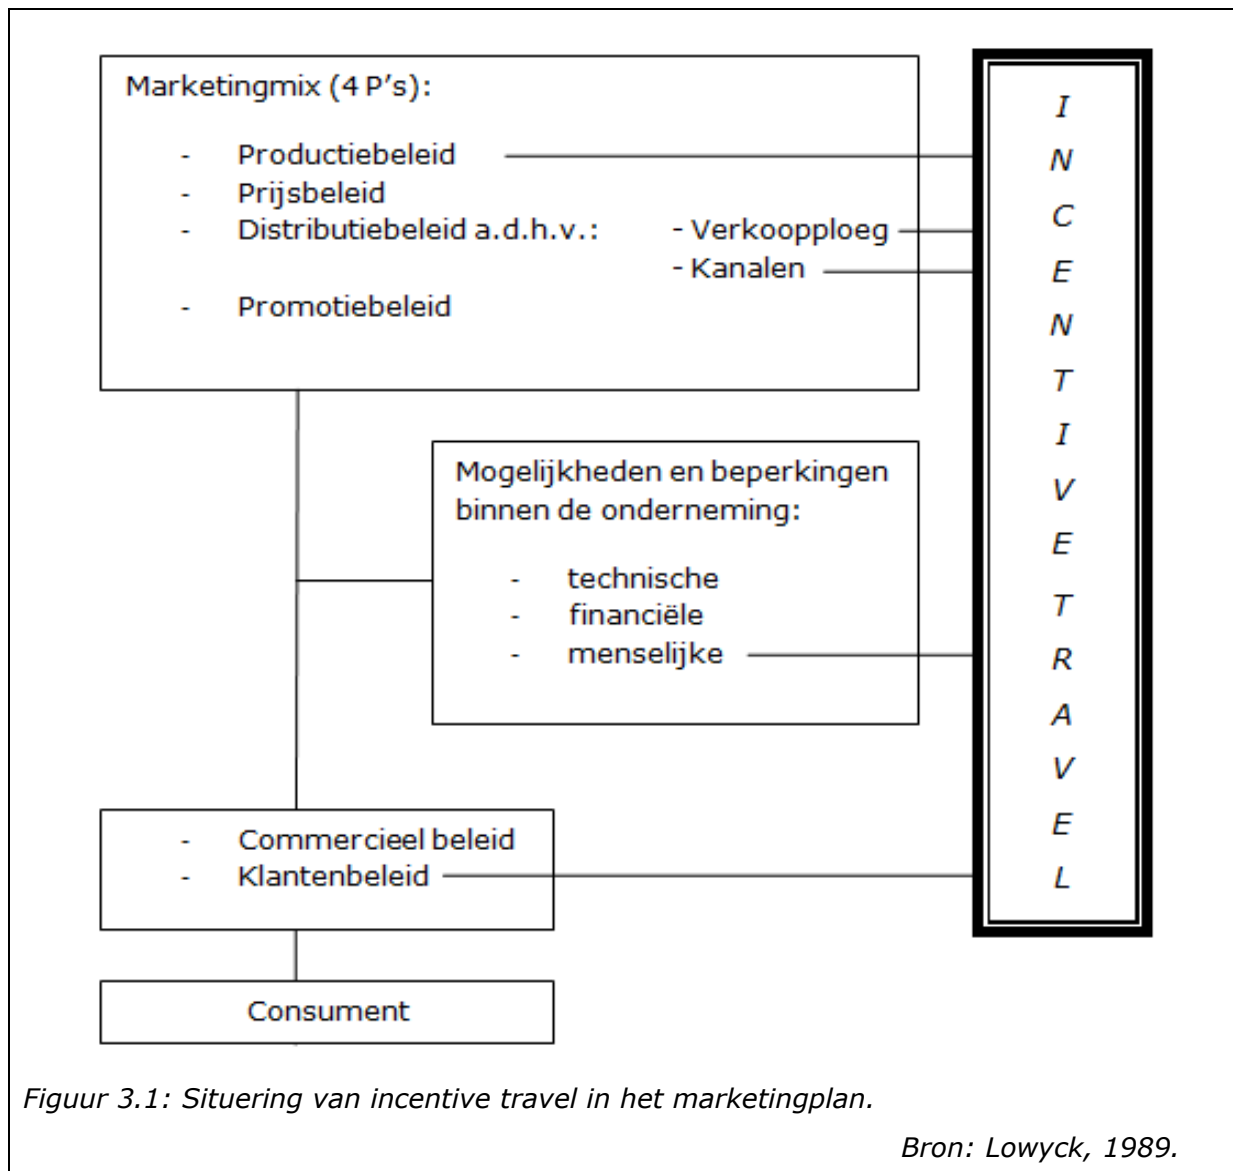 Marketingmix (4 P's):
- Productiebeleid
- Prijsbeleid
- Distributiebeleid a.d.h.v.: - Verkoopploeg
- Kanalen
- Promotiebeleid
Mogelijkheden en beperkingen
binnen de onderneming:
- technische
- financiële
- menselijke
- Commercieel beleid
- Klantenbeleid
Consument
I
N
C
E
N
T
I
V
E
T
R
A
V
E
L
Figuur 3.1: Situering van incentive travel in het marketingplan.
Bron: Lowyck, 1989.